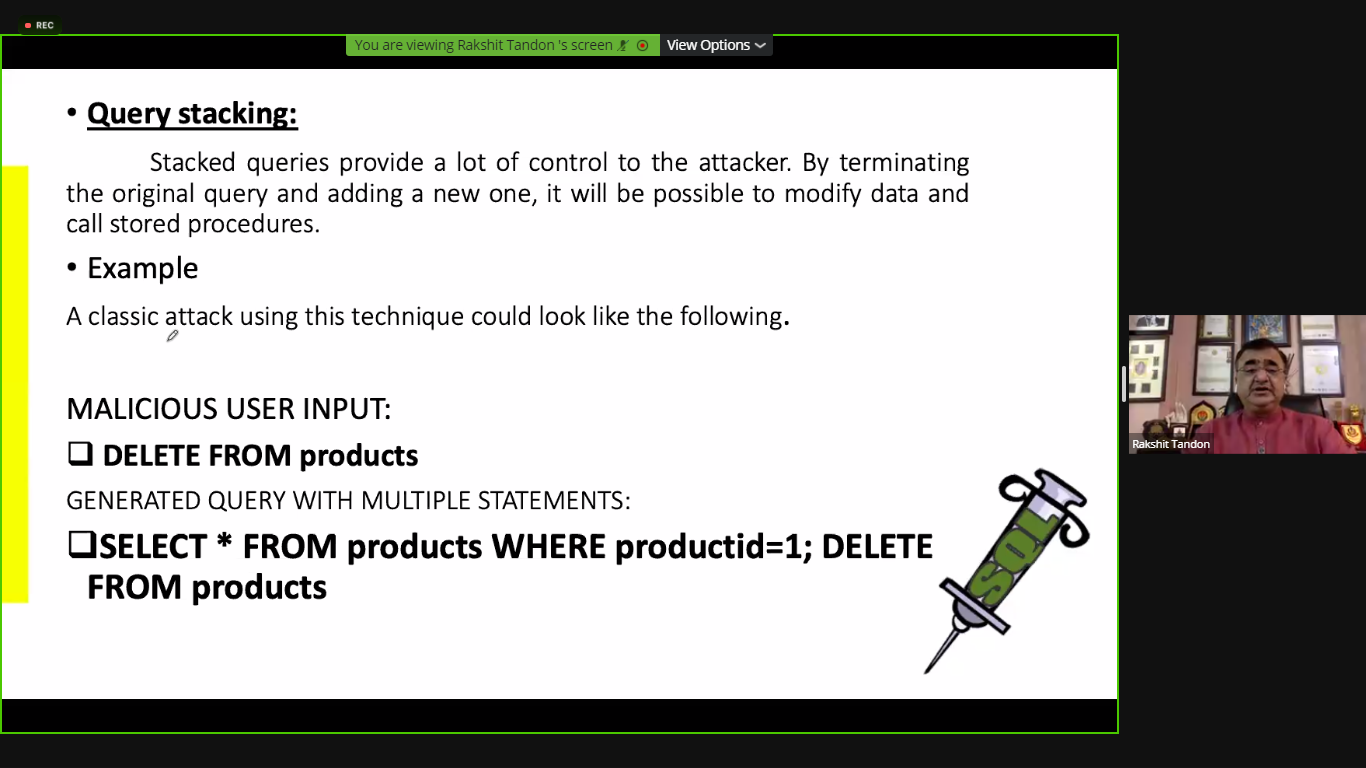 REC
You are viewing Rakshit Tandon 's screen
View Options
• Query stacking:
Stacked queries provide a lot of control to the attacker. By terminating
the original query and adding a new one, it will be possible to modify data and
call stored procedures.
• Example
A classic attack using this technique could look like the following.
MALICIOUS USER INPUT:
❑ DELETE FROM products
GENERATED QUERY WITH MULTIPLE STATEMENTS:
❑SELECT * FROM products WHERE productid=1; DELETE
FROM products
SQL
Rakshit Tandon